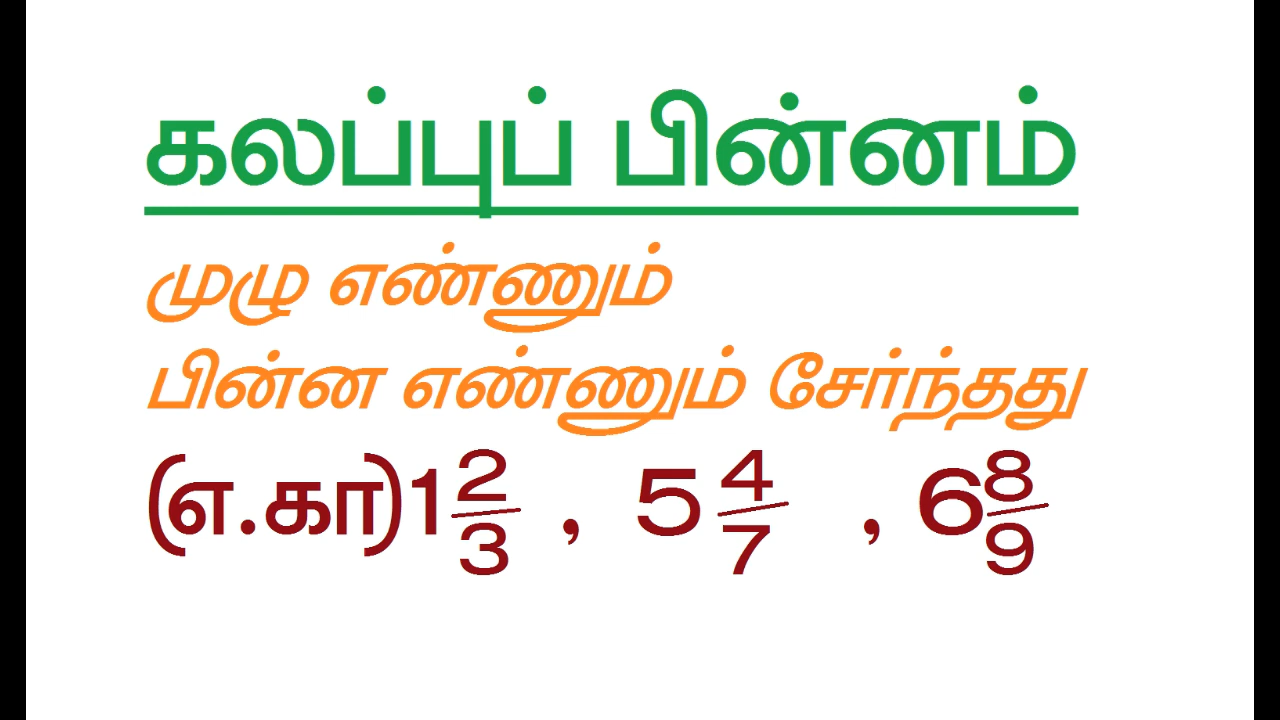 கலப்புப் பின்னம்
முழு எண்ணும்
பின்ன எண்ணும் சேர்ந்தது
(எ.கா)1 2/3 , 5 4/7 , 6 8/9